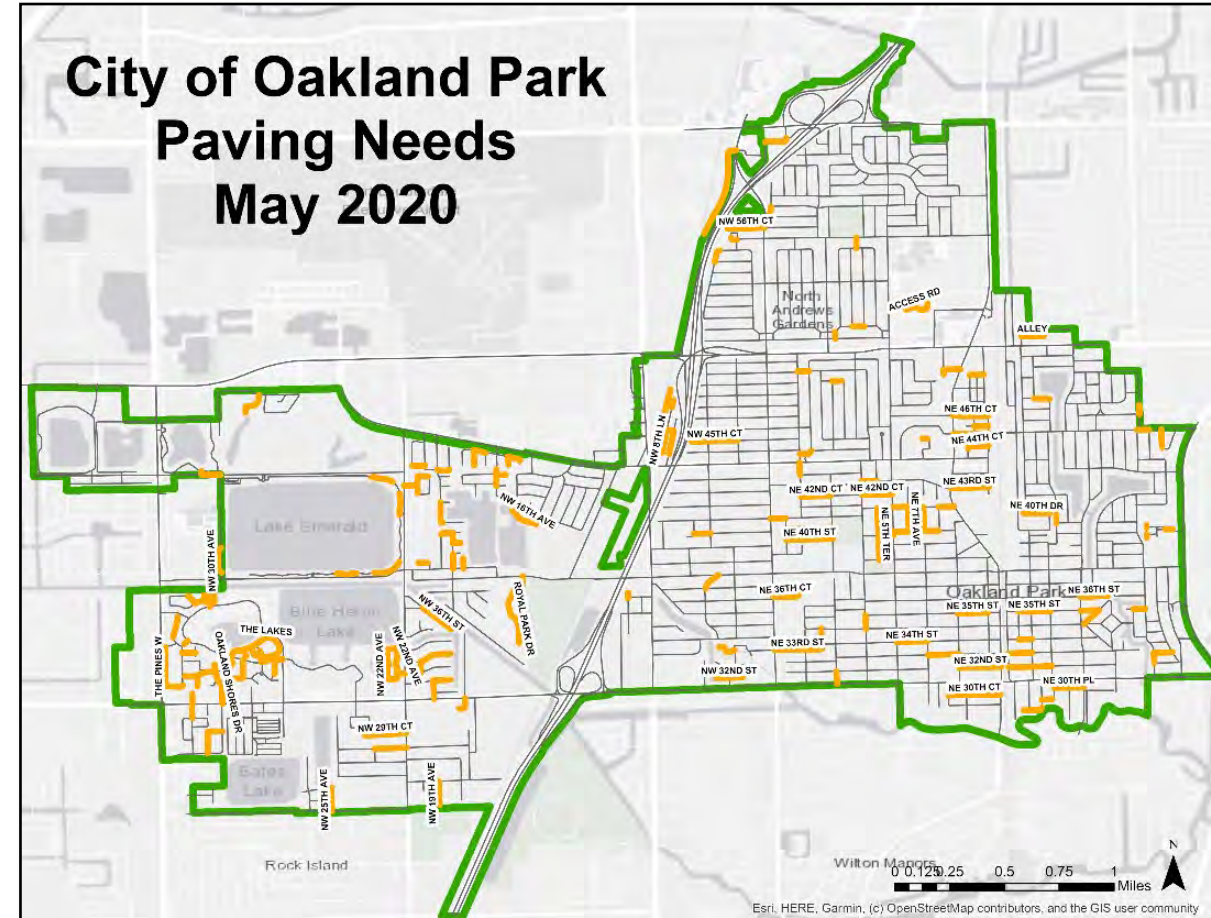 City of Oakland Park
Paving Needs
May 2020
NW 56TH CT
North
Andrews
Gardens
ACCESS RD
ALLEY
NW 8TH LN
NW 45TH CT
NE 46TH CT
NE 44TH CT
NE 43RD ST
NE 42ND CT
NE 42ND CT
NE 40TH ST
NE 5TH TER
NE 7TH AVE
NE 40TH DR
NW 16TH AVE
Lake Emerald
NW 30TH AVE
Blue Heron
Lake
NW 36TH ST
ROYAL PARK DR
NE 36TH CT
Oakland Park
NE 36TH ST
NE 35TH ST
NE 35TH ST
NE 34TH ST
NE 33RD ST
NE 32ND ST
NW 32ND ST
NE 30TH CT
NE 30TH PL
THE LAKES
THE PINES W
OAKLAND SHORES DR
NW 22ND AVE
NW 22ND AVE
NW 29TH CT
Bates
Lake
NW 25TH AVE
NW 19TH AVE
Rock Island
Wilton Manors
N
0 0.125 0.25 0.5 0.75 1
Miles
Esri, HERE, Garmin, (c) OpenStreetMap contributors, and the GIS user community